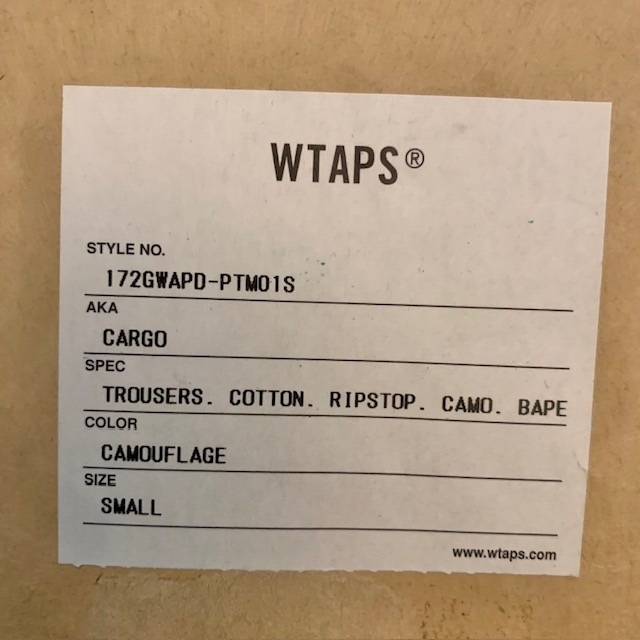 WTAPS®
STYLE NO.
172GWAPD-PTM01S
AKA
CARGO
SPEC
TROUSERS. COTTON. RIPSTOP. CAMO. BAPE
COLOR
CAMOUFLAGE
SIZE
SMALL
www.wtaps.com